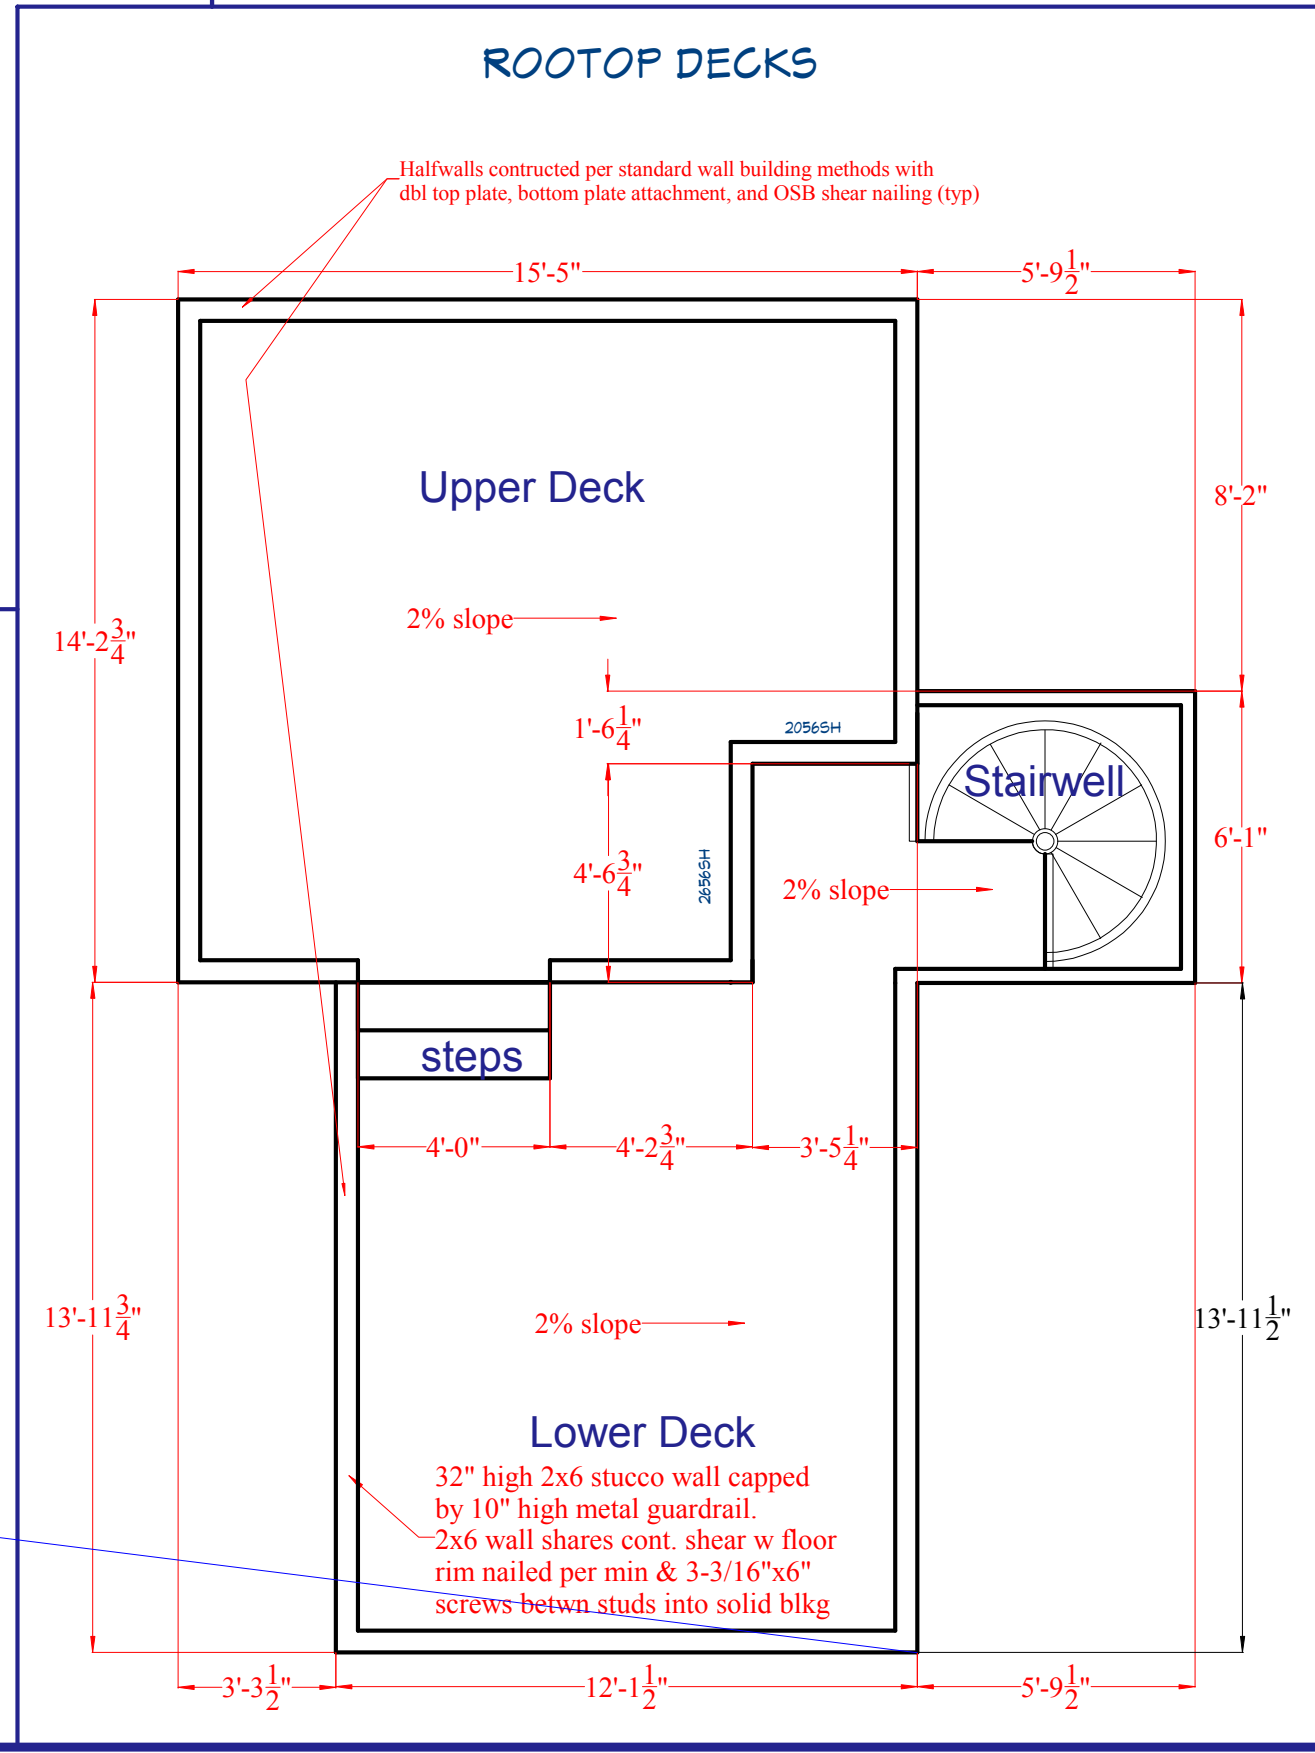 ROOTOP DECKS
Halfwalls contructed per standard wall building methods with
dbl top plate, bottom plate attachment, and OSB shear nailing (typ)
15'-5"
5'-9 1/2"
Upper Deck
8'-2"
2% slope
14'-2 3/4"
1'-6 1/4"
2056SH
Stairwell
6'-1"
4'-6 3/4"
2656SH
2% slope
steps
4'-0"
4'-2 3/4"
3'-5 1/4"
13'-11 3/4"
2% slope
13'-11 1/2"
Lower Deck
32" high 2x6 stucco wall capped
by 10" high metal guardrail.
2x6 wall shares cont. shear w floor
rim nailed per min & 3-3/16"x6"
screws betwn studs into solid blkg
3'-3 1/2"
12'-1 1/2"
5'-9 1/2"